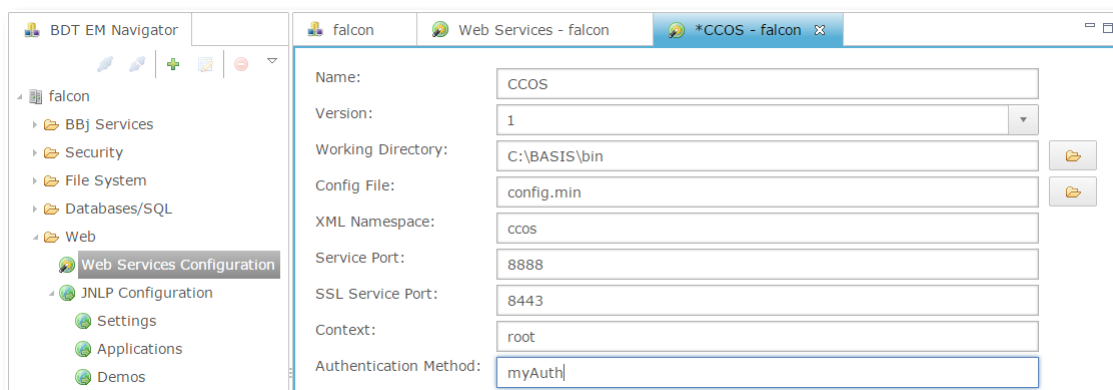 BDT EM Navigator
falcon
BBj Services
Security
File System
Databases/SQL
Web
Web Services Configuration
JNLP Configuration
Settings
Applications
Demos
falcon
Web Services - falcon
*CCOS - falcon
Name: CCOS
Version: 1
Working Directory: C:\BASIS\bin
Config File: config.min
XML Namespace: ccos
Service Port: 8888
SSL Service Port: 8443
Context: root
Authentication Method: myAuth